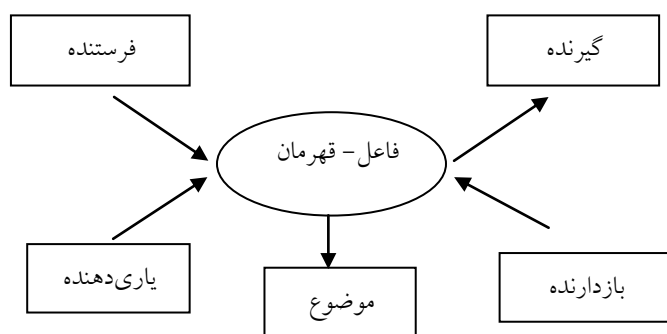 گیرنده
فرستنده
فاعل – قهرمان
بازدارنده
یاری‌دهنده
موضوع